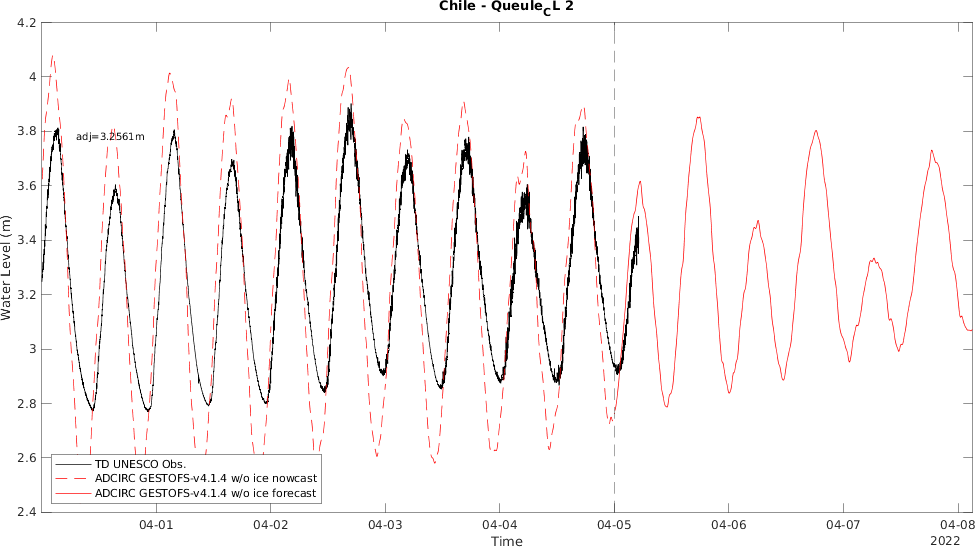 Chile - Queule_C L 2
4.2
4
3.8
adj=3.2561m
3.6
3.4
3.2
3
2.8
2.6
2.4
Water Level (m)
TD UNESCO Obs.
ADCIRC GESTOFS-v4.1.4 w/o ice nowcast
ADCIRC GESTOFS-v4.1.4 w/o ice forecast
04-01 04-02 04-03 04-04 04-05 04-06 04-07 04-08
Time
2022